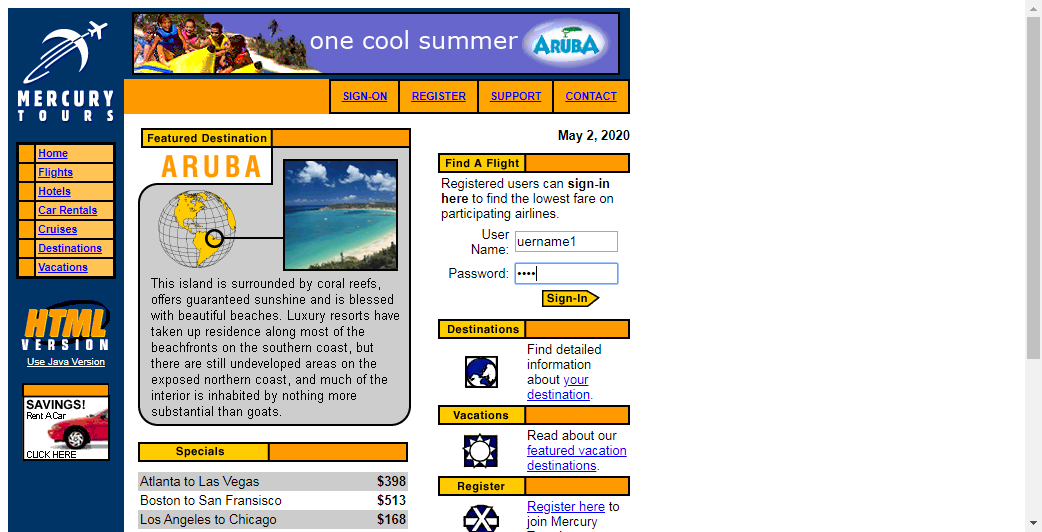 one cool summer ARUBA
MERCURY
TOURS
SIGN-ON REGISTER SUPPORT CONTACT
Home
Flights
Hotels
Car Rentals
Cruises
Destinations
Vacations
HTML
VERSION
Use Java Version
SAVINGS!
Rent A Car
CLICK HERE
Featured Destination
ARUBA
This island is surrounded by coral reefs,
offers guaranteed sunshine and is blessed
with beautiful beaches. Luxury resorts have
taken up residence along most of the
beachfronts on the southern coast, but
there are still undeveloped areas on the
exposed northern coast, and much of the
interior is inhabited by nothing more
substantial than goats.
Specials
Atlanta to Las Vegas $398
Boston to San Fransisco $513
Los Angeles to Chicago $168
May 2, 2020
Find A Flight
Registered users can sign-in
here to find the lowest fare on
participating airlines.
User
Name: uername1
Password: ••••
Sign-In
Destinations
Find detailed
information
about your
destination.
Vacations
Read about our
featured vacation
destinations.
Register
Register here to
join Mercury